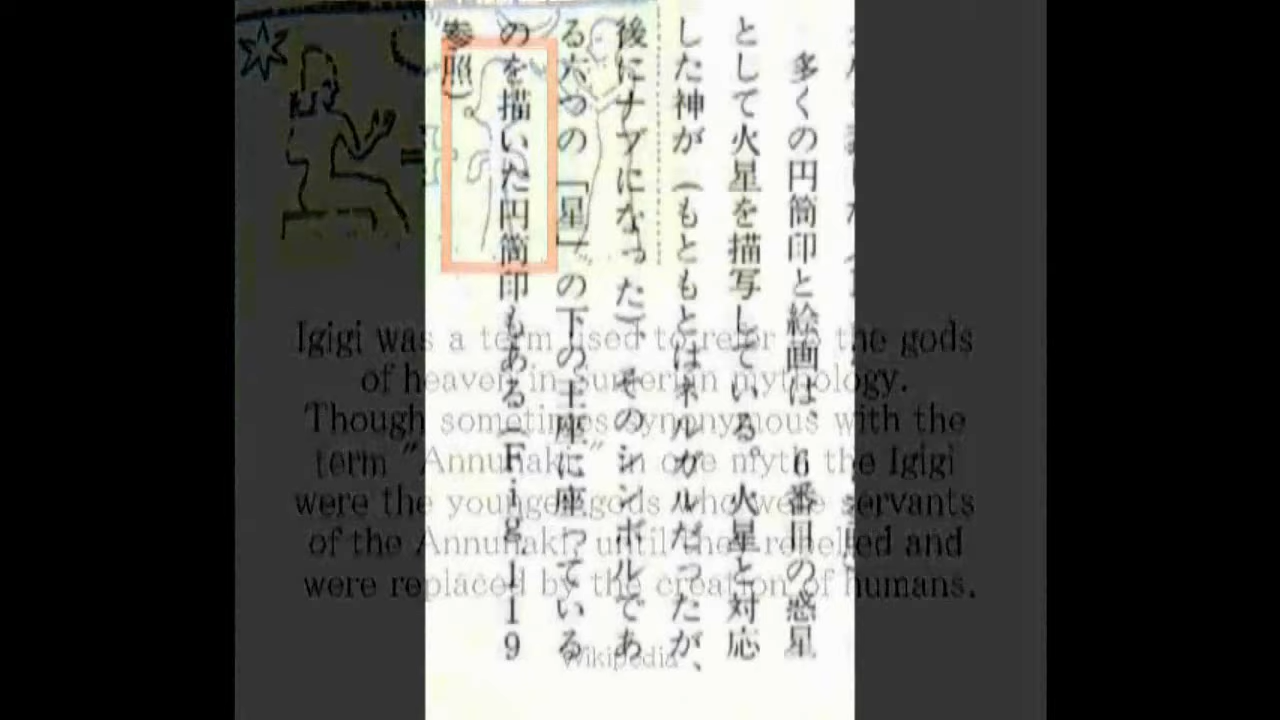 多くの円筒印と絵画は、6番目の惑星
として火星を描写している。火星と対応
した神が(もともとはネルガルだったが、
後にナブになった)、そのシンボルであ
る六つの「星」の下の王座に座っている
のを描いた円筒印もある(Fig.119
参照)。
Igigi was a term used to refer to the gods
of heaven in Sumerian mythology.
Though sometimes synonymous with the
term "Annunaki," in one myth the Igigi
were the younger gods who were servants
of the Annunaki, until they rebelled and
were replaced by the creation of humans.
Wikipedia